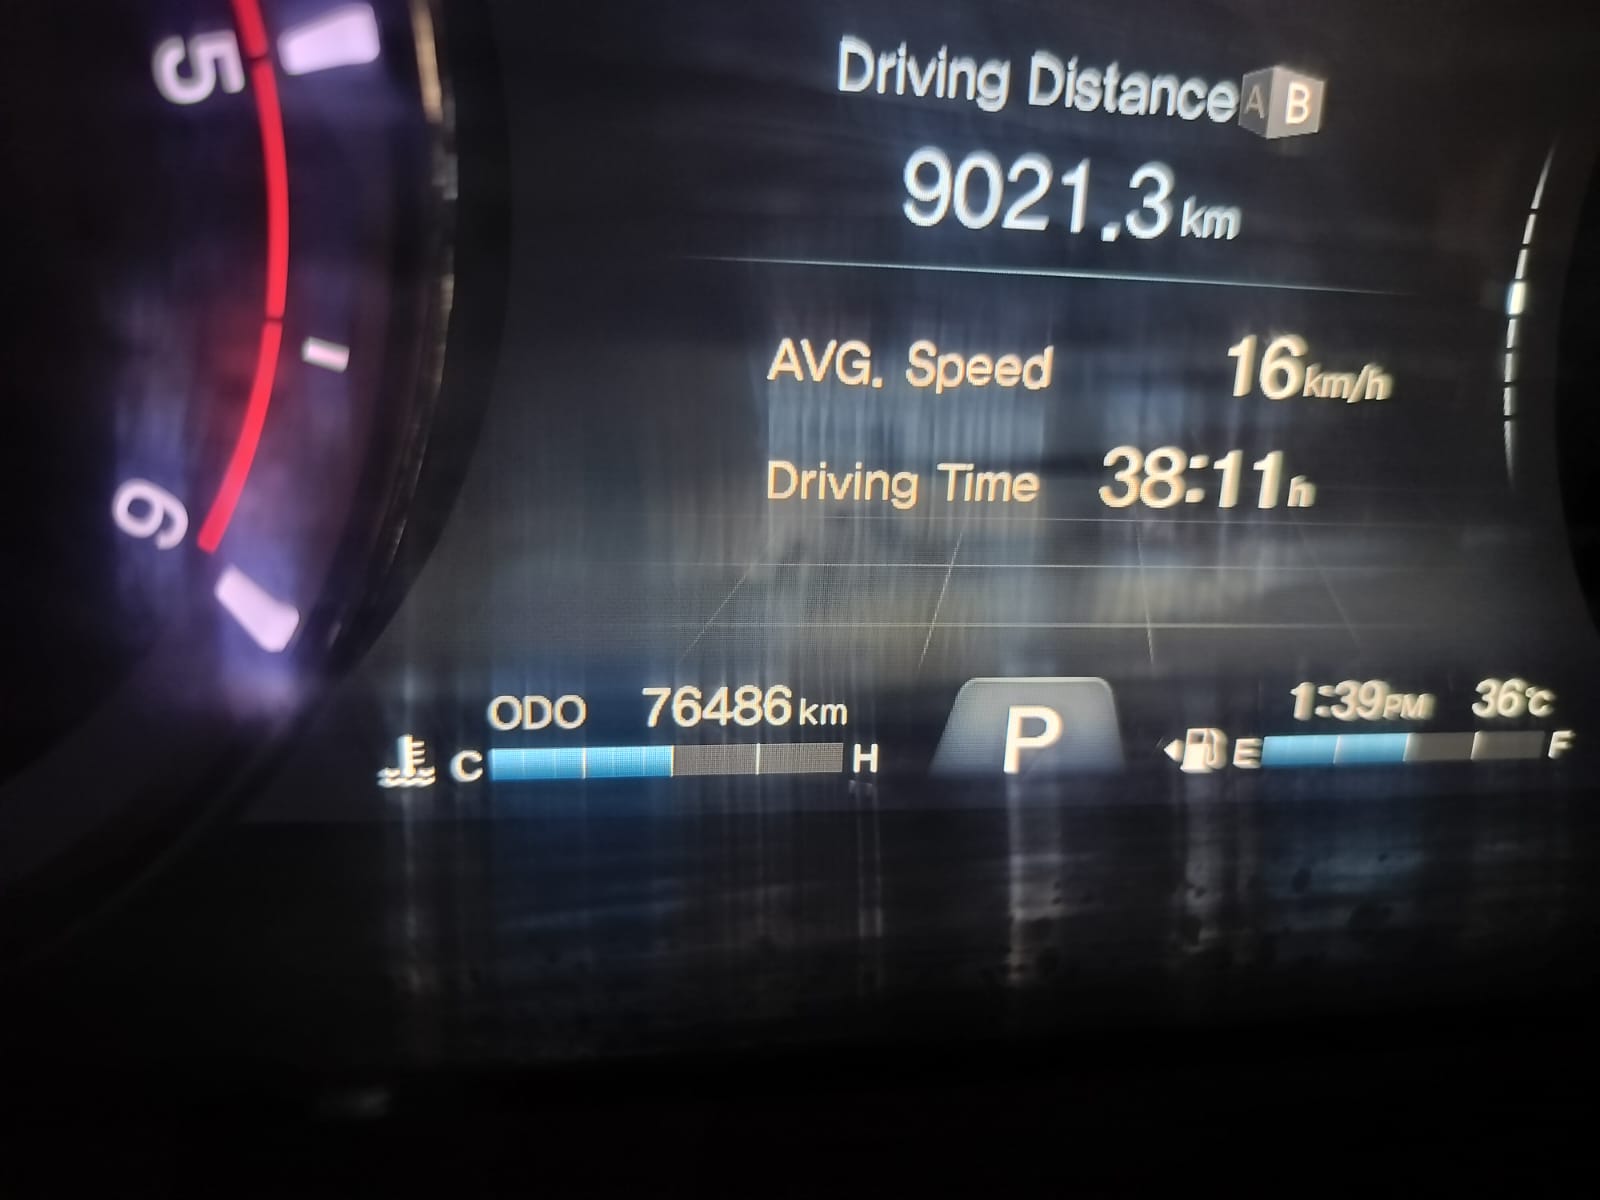 5
6
Driving Distance A B
9021.3 km
AVG. Speed 16 km/h
Driving Time 38:11 h
ODO 76486 km
C H
P
1:39 PM 36°C
E F